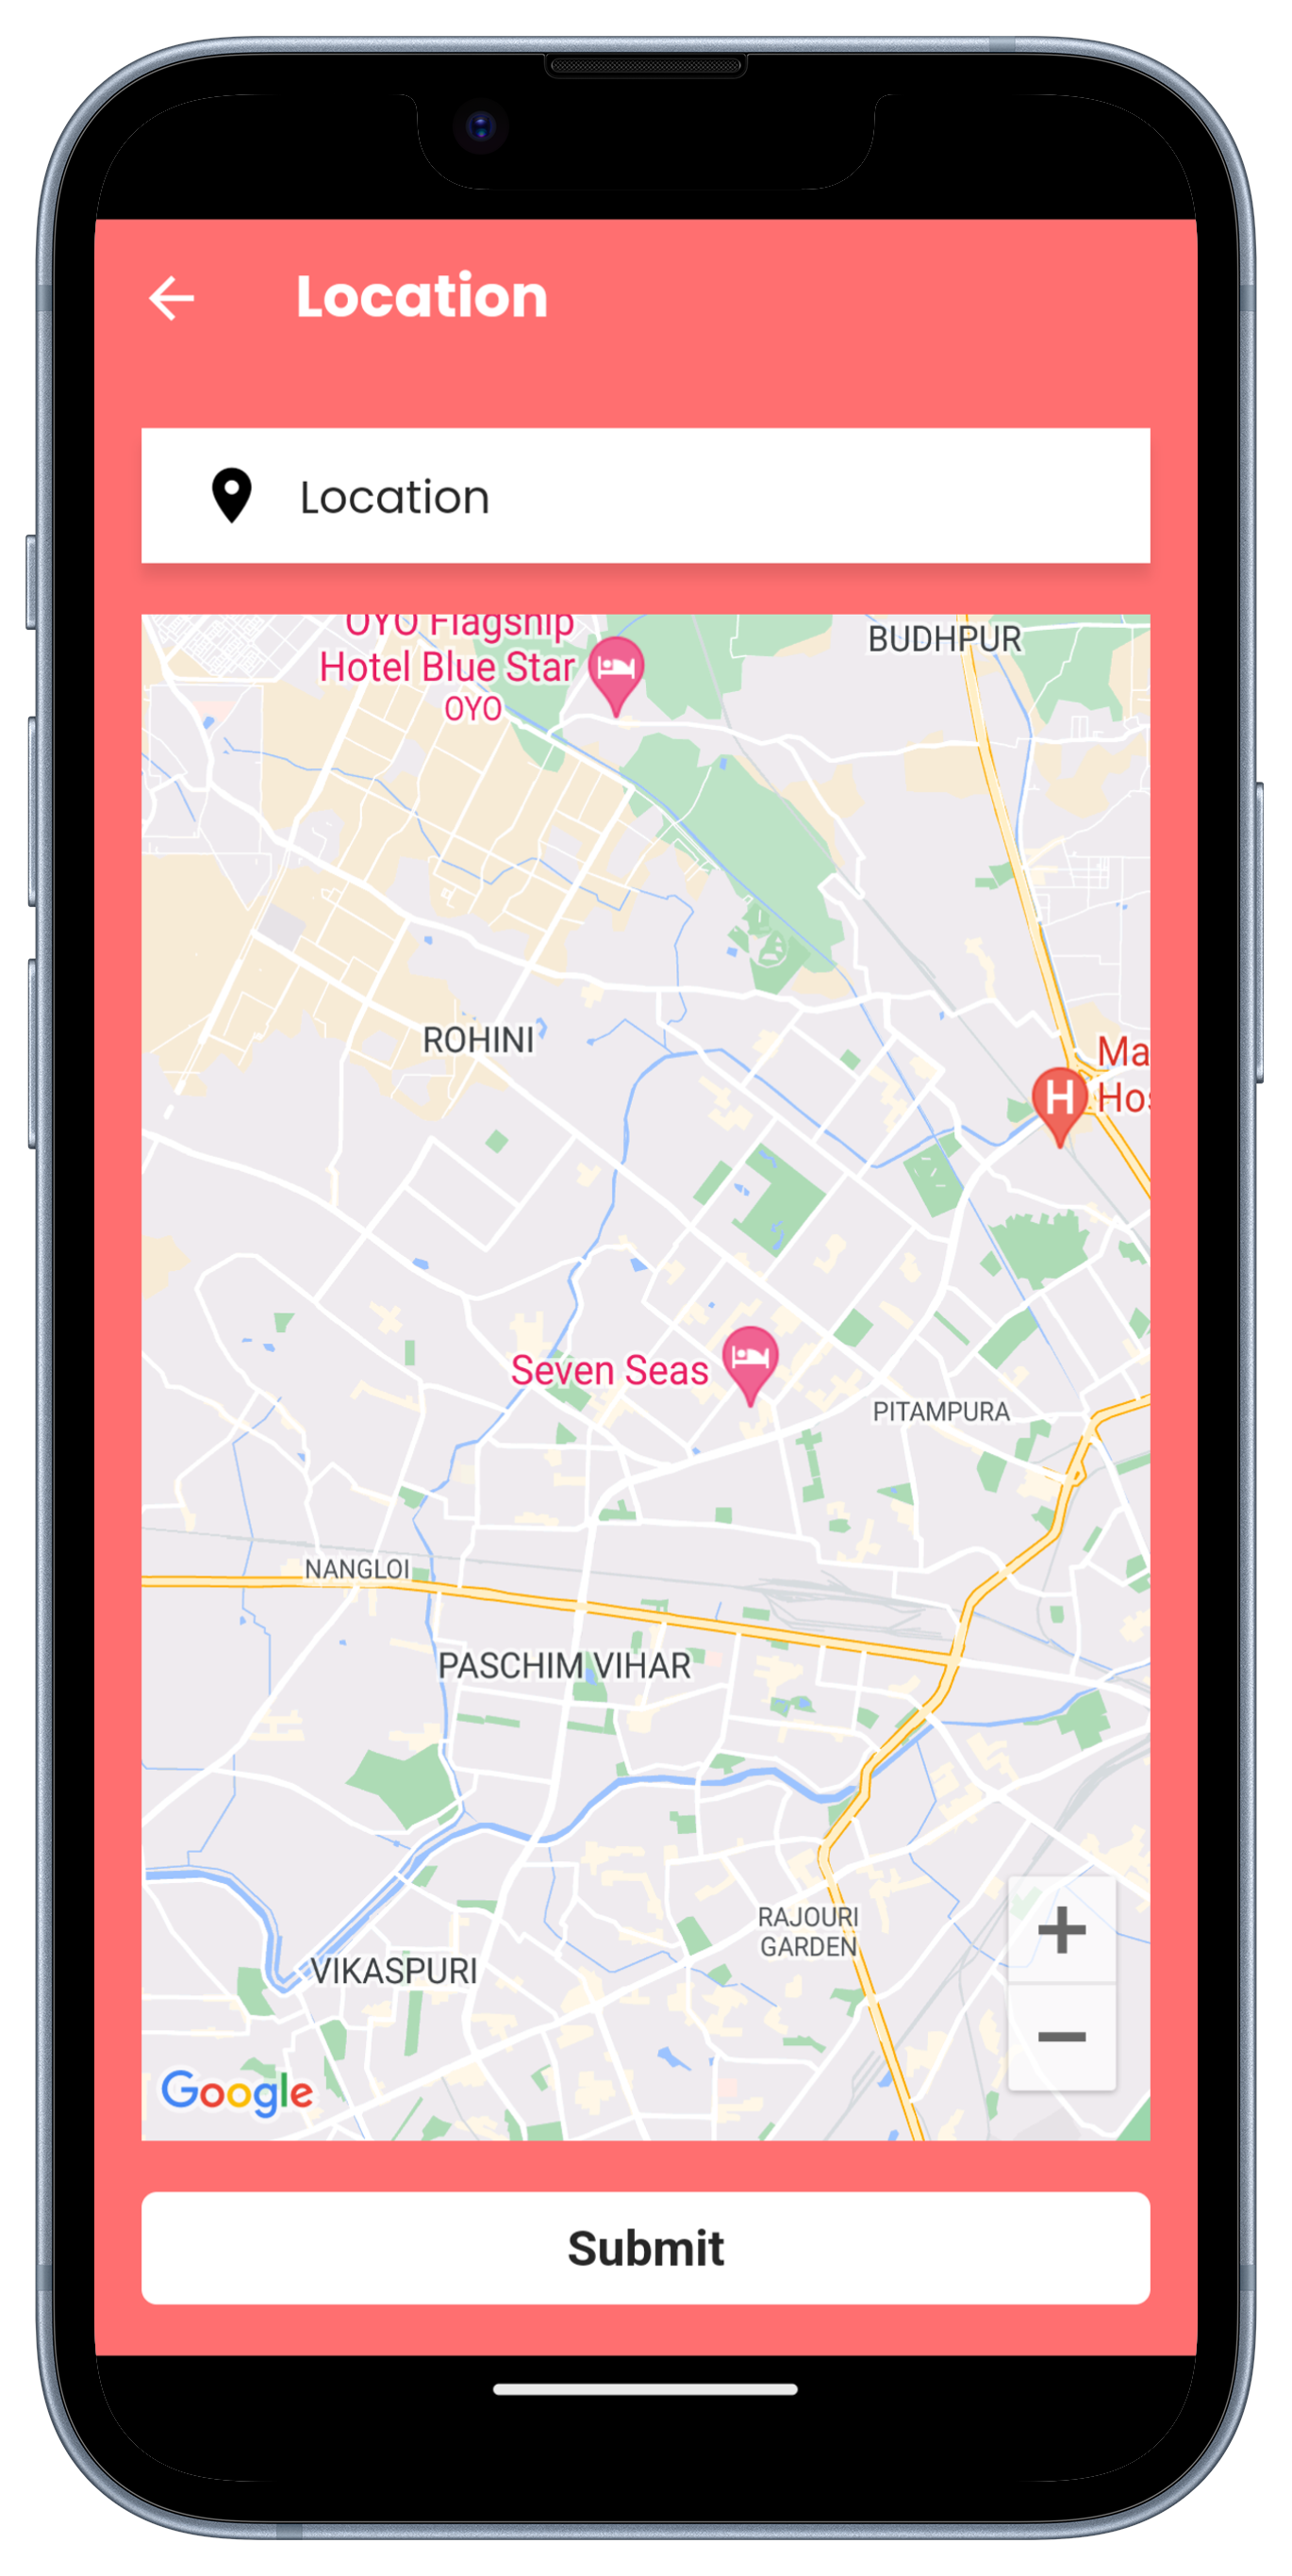 Location
Location
OYO Flagship
Hotel Blue Star
OYO
BUDHPUR
ROHINI
Ma
H
Hos
Seven Seas
PITAMPURA
NANGLOI
PASCHIM VIHAR
RAJOURI
GARDEN
VIKASPURI
Google
Submit